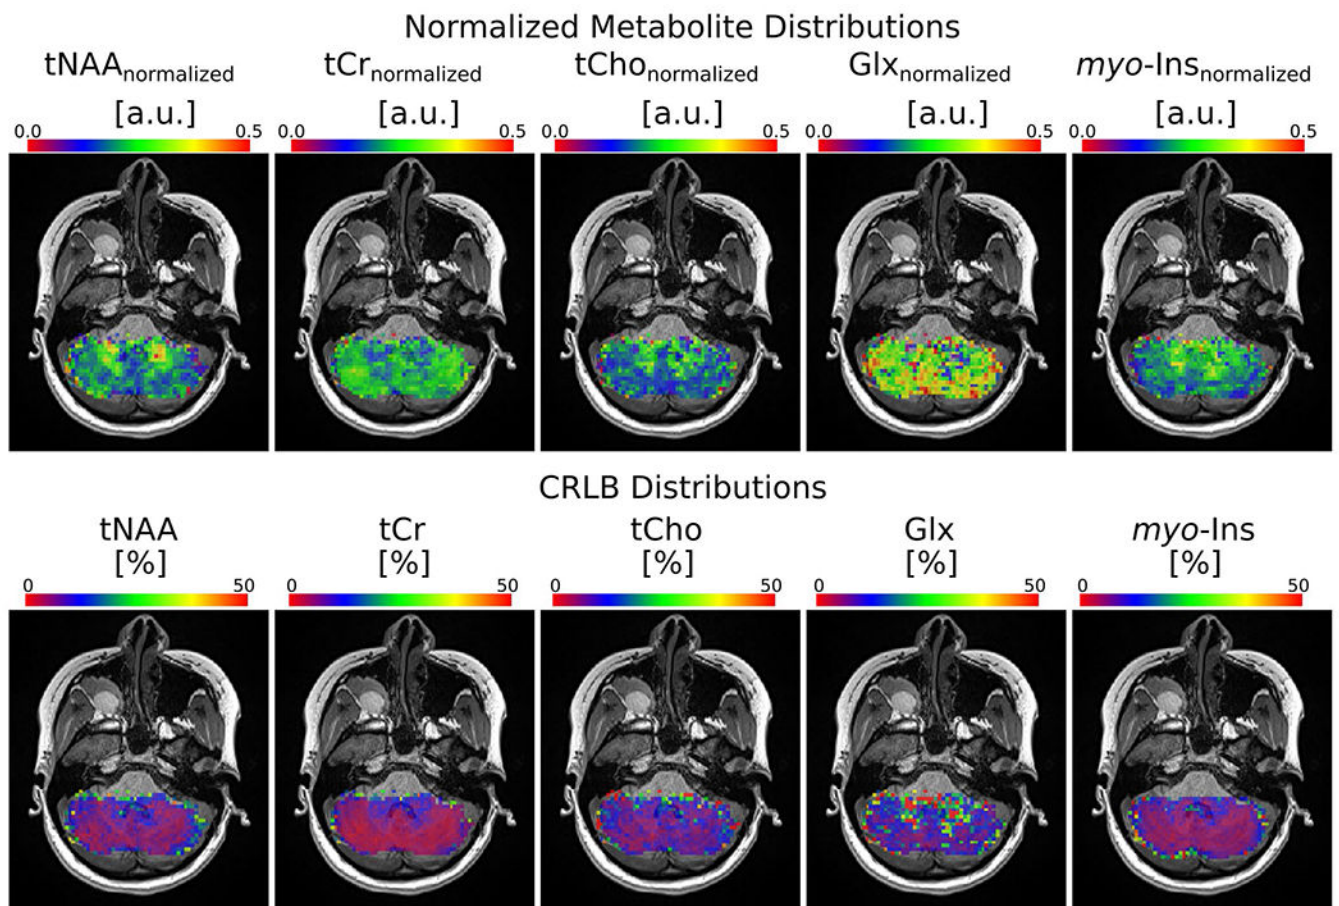 Normalized Metabolite Distributions
tNAAnormalized tCrnormalized tChonormalized Glxnormalized myo-Insnormalized
[a.u.] [a.u.] [a.u.] [a.u.] [a.u.]
0.0 0.5 0.0 0.5 0.0 0.5 0.0 0.5 0.0 0.5
CRLB Distributions
tNAA tCr tCho Glx myo-Ins
[%] [%] [%] [%] [%]
0 50 0 50 0 50 0 50 0 50